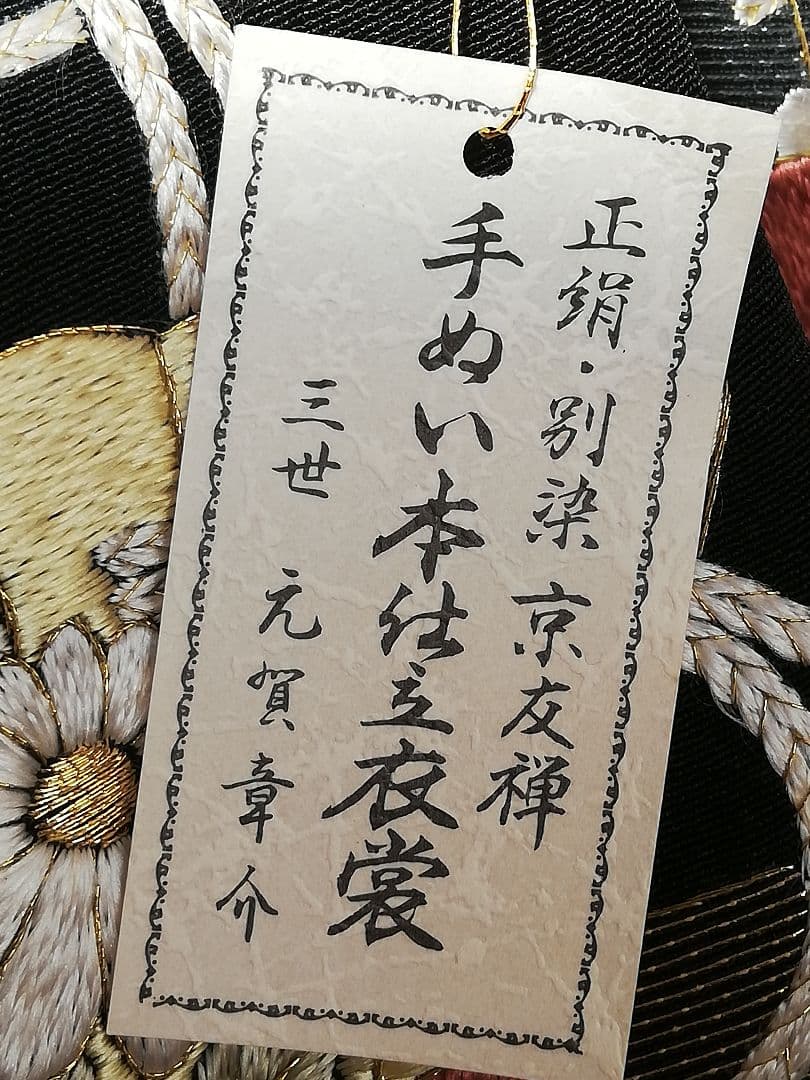 正絹・別染 京友禅
手ぬい本仕立衣裳
三世 元賀章介